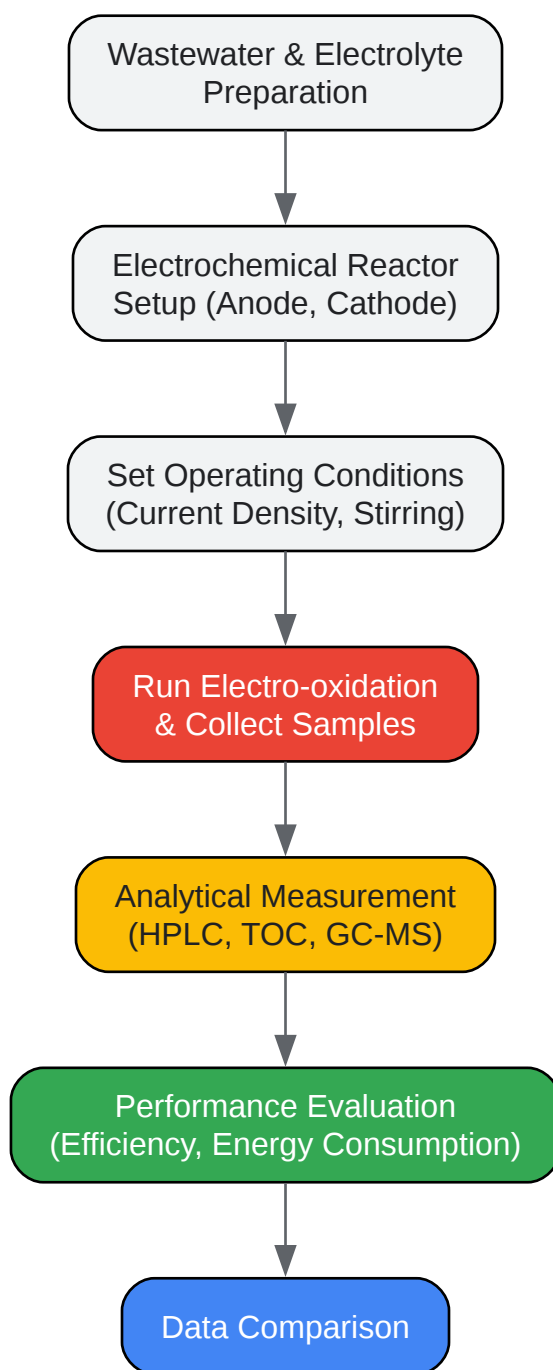 Wastewater & Electrolyte
Preparation
Electrochemical Reactor
Setup (Anode, Cathode)
Set Operating Conditions
(Current Density, Stirring)
Run Electro-oxidation
& Collect Samples
Analytical Measurement
(HPLC, TOC, GC-MS)
Performance Evaluation
(Efficiency, Energy Consumption)
Data Comparison